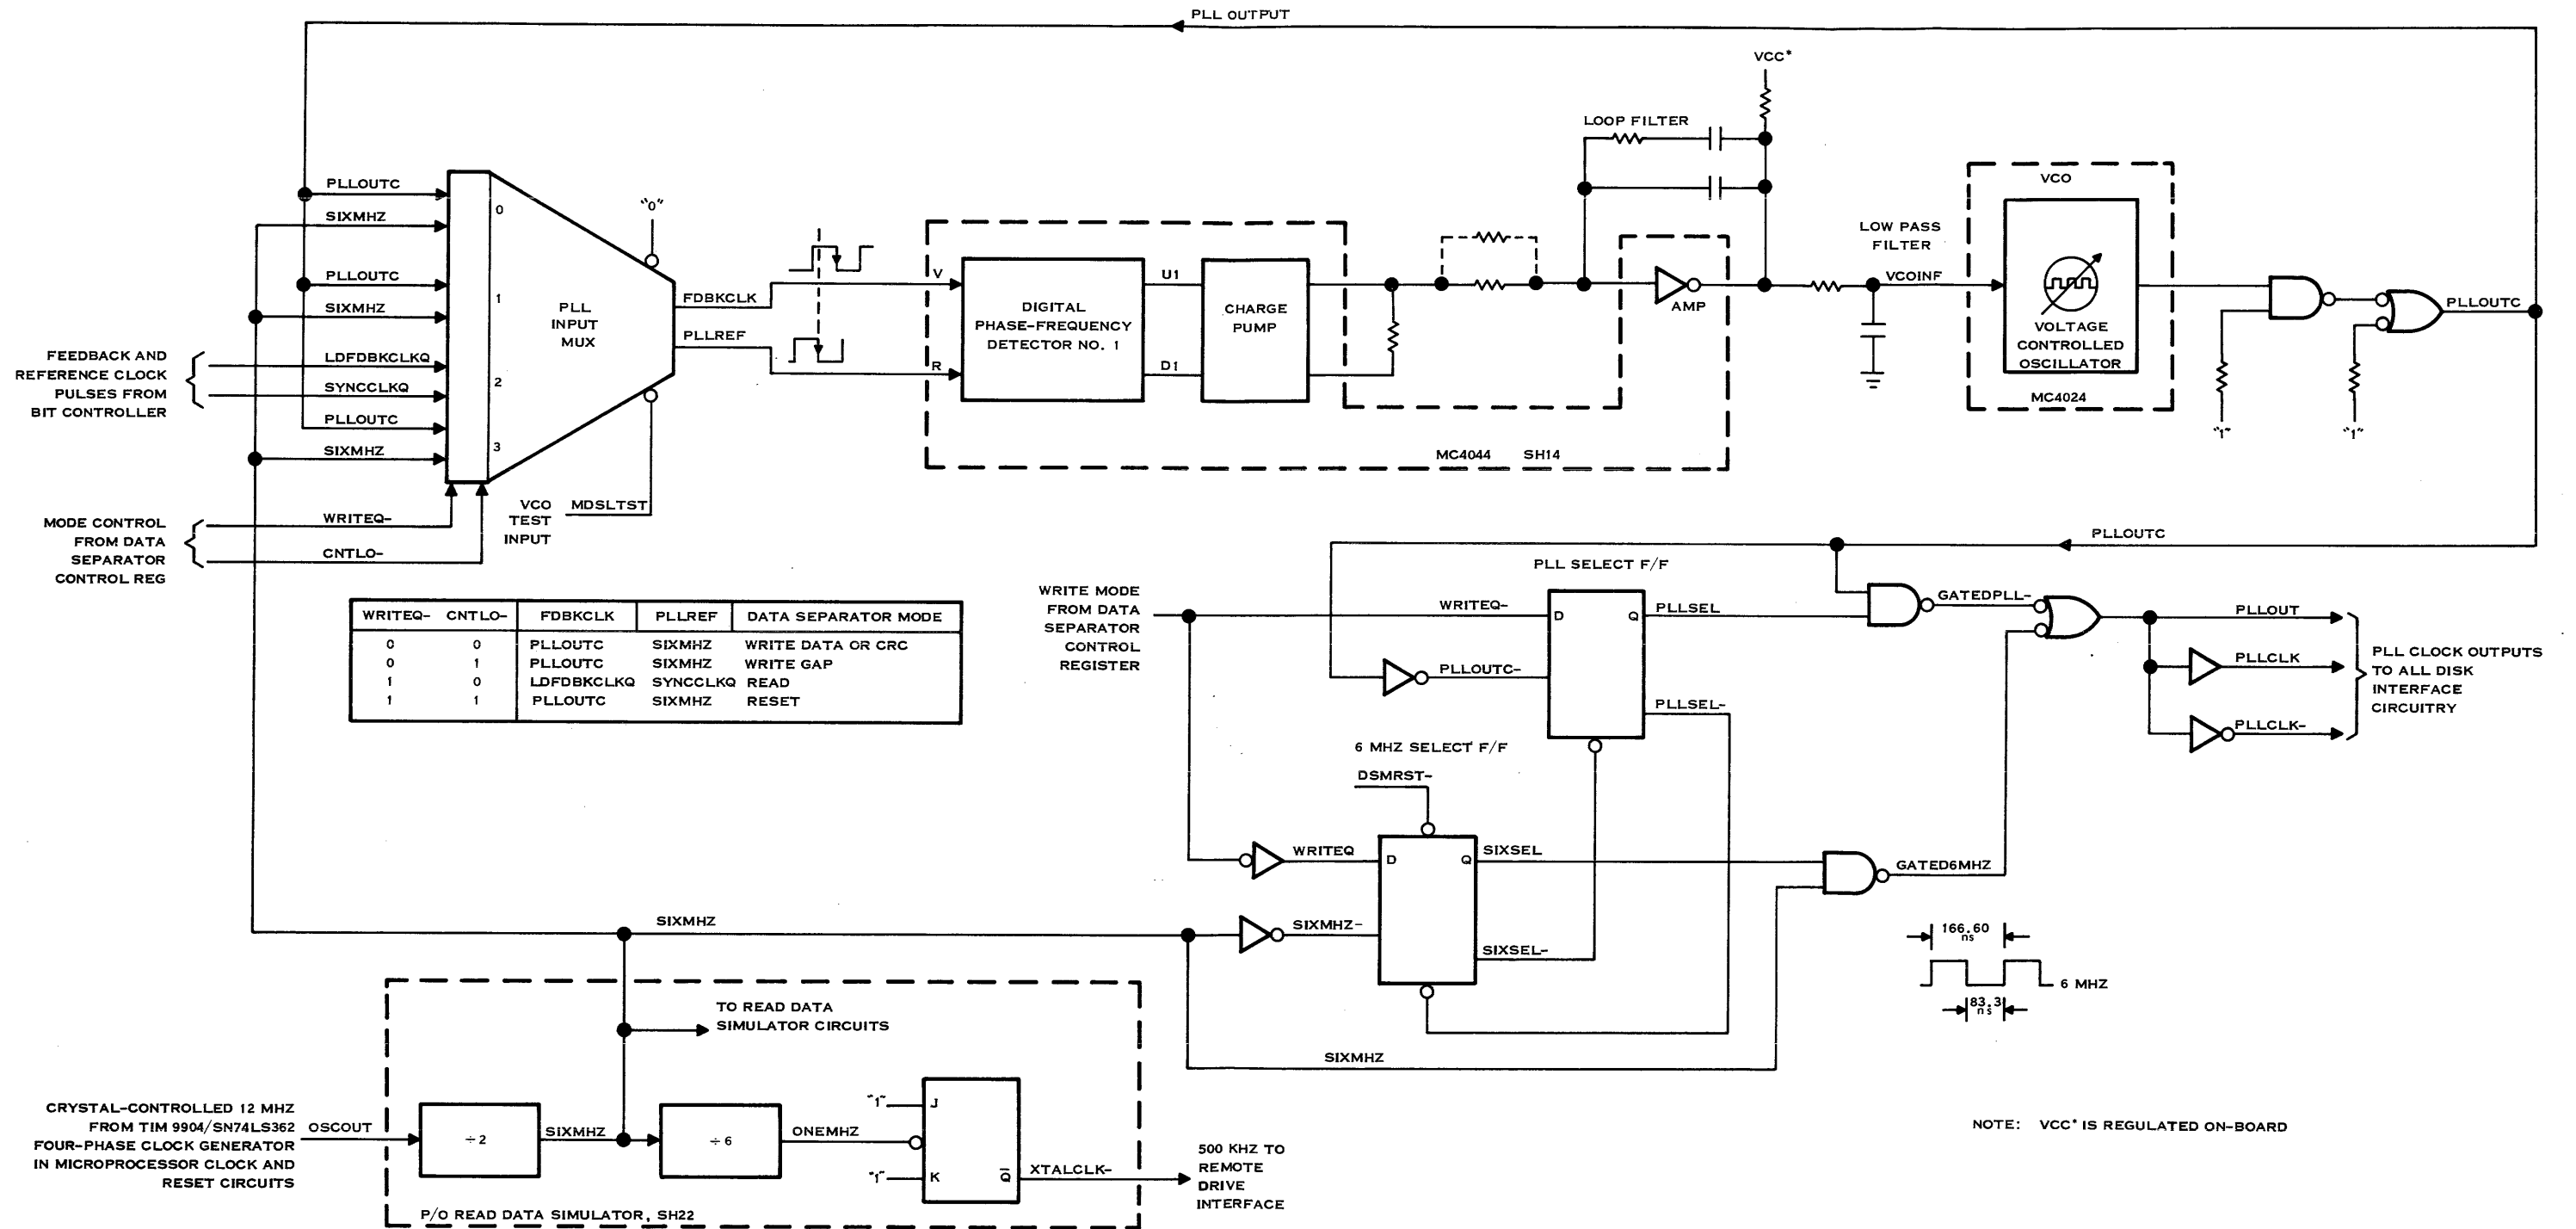 PLL OUTPUT
VCC*
LOOP FILTER
PLLOUTC
SIXMHZ
PLLOUTC
SIXMHZ
LDFDBKCLKQ
SYNCCLKQ
PLLOUTC
SIXMHZ
0
1
2
3
"0"
PLL
INPUT
MUX
FEEDBACK AND
REFERENCE CLOCK
PULSES FROM
BIT CONTROLLER
MODE CONTROL
FROM DATA
SEPARATOR
CONTROL REG
WRITEQ-
CNTLO-
VCO
TEST
INPUT
MDSLTST
FDBKCLK
PLLREF
V
R
DIGITAL
PHASE-FREQUENCY
DETECTOR NO. 1
U1
D1
CHARGE
PUMP
AMP
MC4044 SH14
LOW PASS
FILTER
VCOINF
VCO
VOLTAGE
CONTROLLED
OSCILLATOR
MC4024
"1"
"1"
PLLOUTC
PLLOUTC
WRITEQ- CNTLO- FDBKCLK PLLREF DATA SEPARATOR MODE
0 0 PLLOUTC SIXMHZ WRITE DATA OR CRC
0 1 PLLOUTC SIXMHZ WRITE GAP
1 0 LDFDBKCLKQ SYNCCLKQ READ
1 1 PLLOUTC SIXMHZ RESET
WRITE MODE
FROM DATA
SEPARATOR
CONTROL
REGISTER
PLL SELECT F/F
WRITEQ-
D
Q
PLLSEL
PLLOUTC-
PLLSEL-
GATEDPLL-
PLLOUT
PLLCLK
PLLCLK-
PLL CLOCK OUTPUTS
TO ALL DISK
INTERFACE
CIRCUITRY
6 MHZ SELECT F/F
DSMRST-
WRITEQ
D
Q
SIXSEL
SIXMHZ-
SIXSEL-
GATED6MHZ
SIXMHZ
SIXMHZ
166.60
ns
6 MHZ
83.3
ns
TO READ DATA
SIMULATOR CIRCUITS
CRYSTAL-CONTROLLED 12 MHZ
FROM TIM 9904/SN74LS362
FOUR-PHASE CLOCK GENERATOR
IN MICROPROCESSOR CLOCK AND
RESET CIRCUITS
OSCOUT
÷2
SIXMHZ
÷6
ONEMHZ
"1"
J
"1"
K
Q̅
XTALCLK-
500 KHZ TO
REMOTE
DRIVE
INTERFACE
P/O READ DATA SIMULATOR, SH22
NOTE: VCC* IS REGULATED ON-BOARD